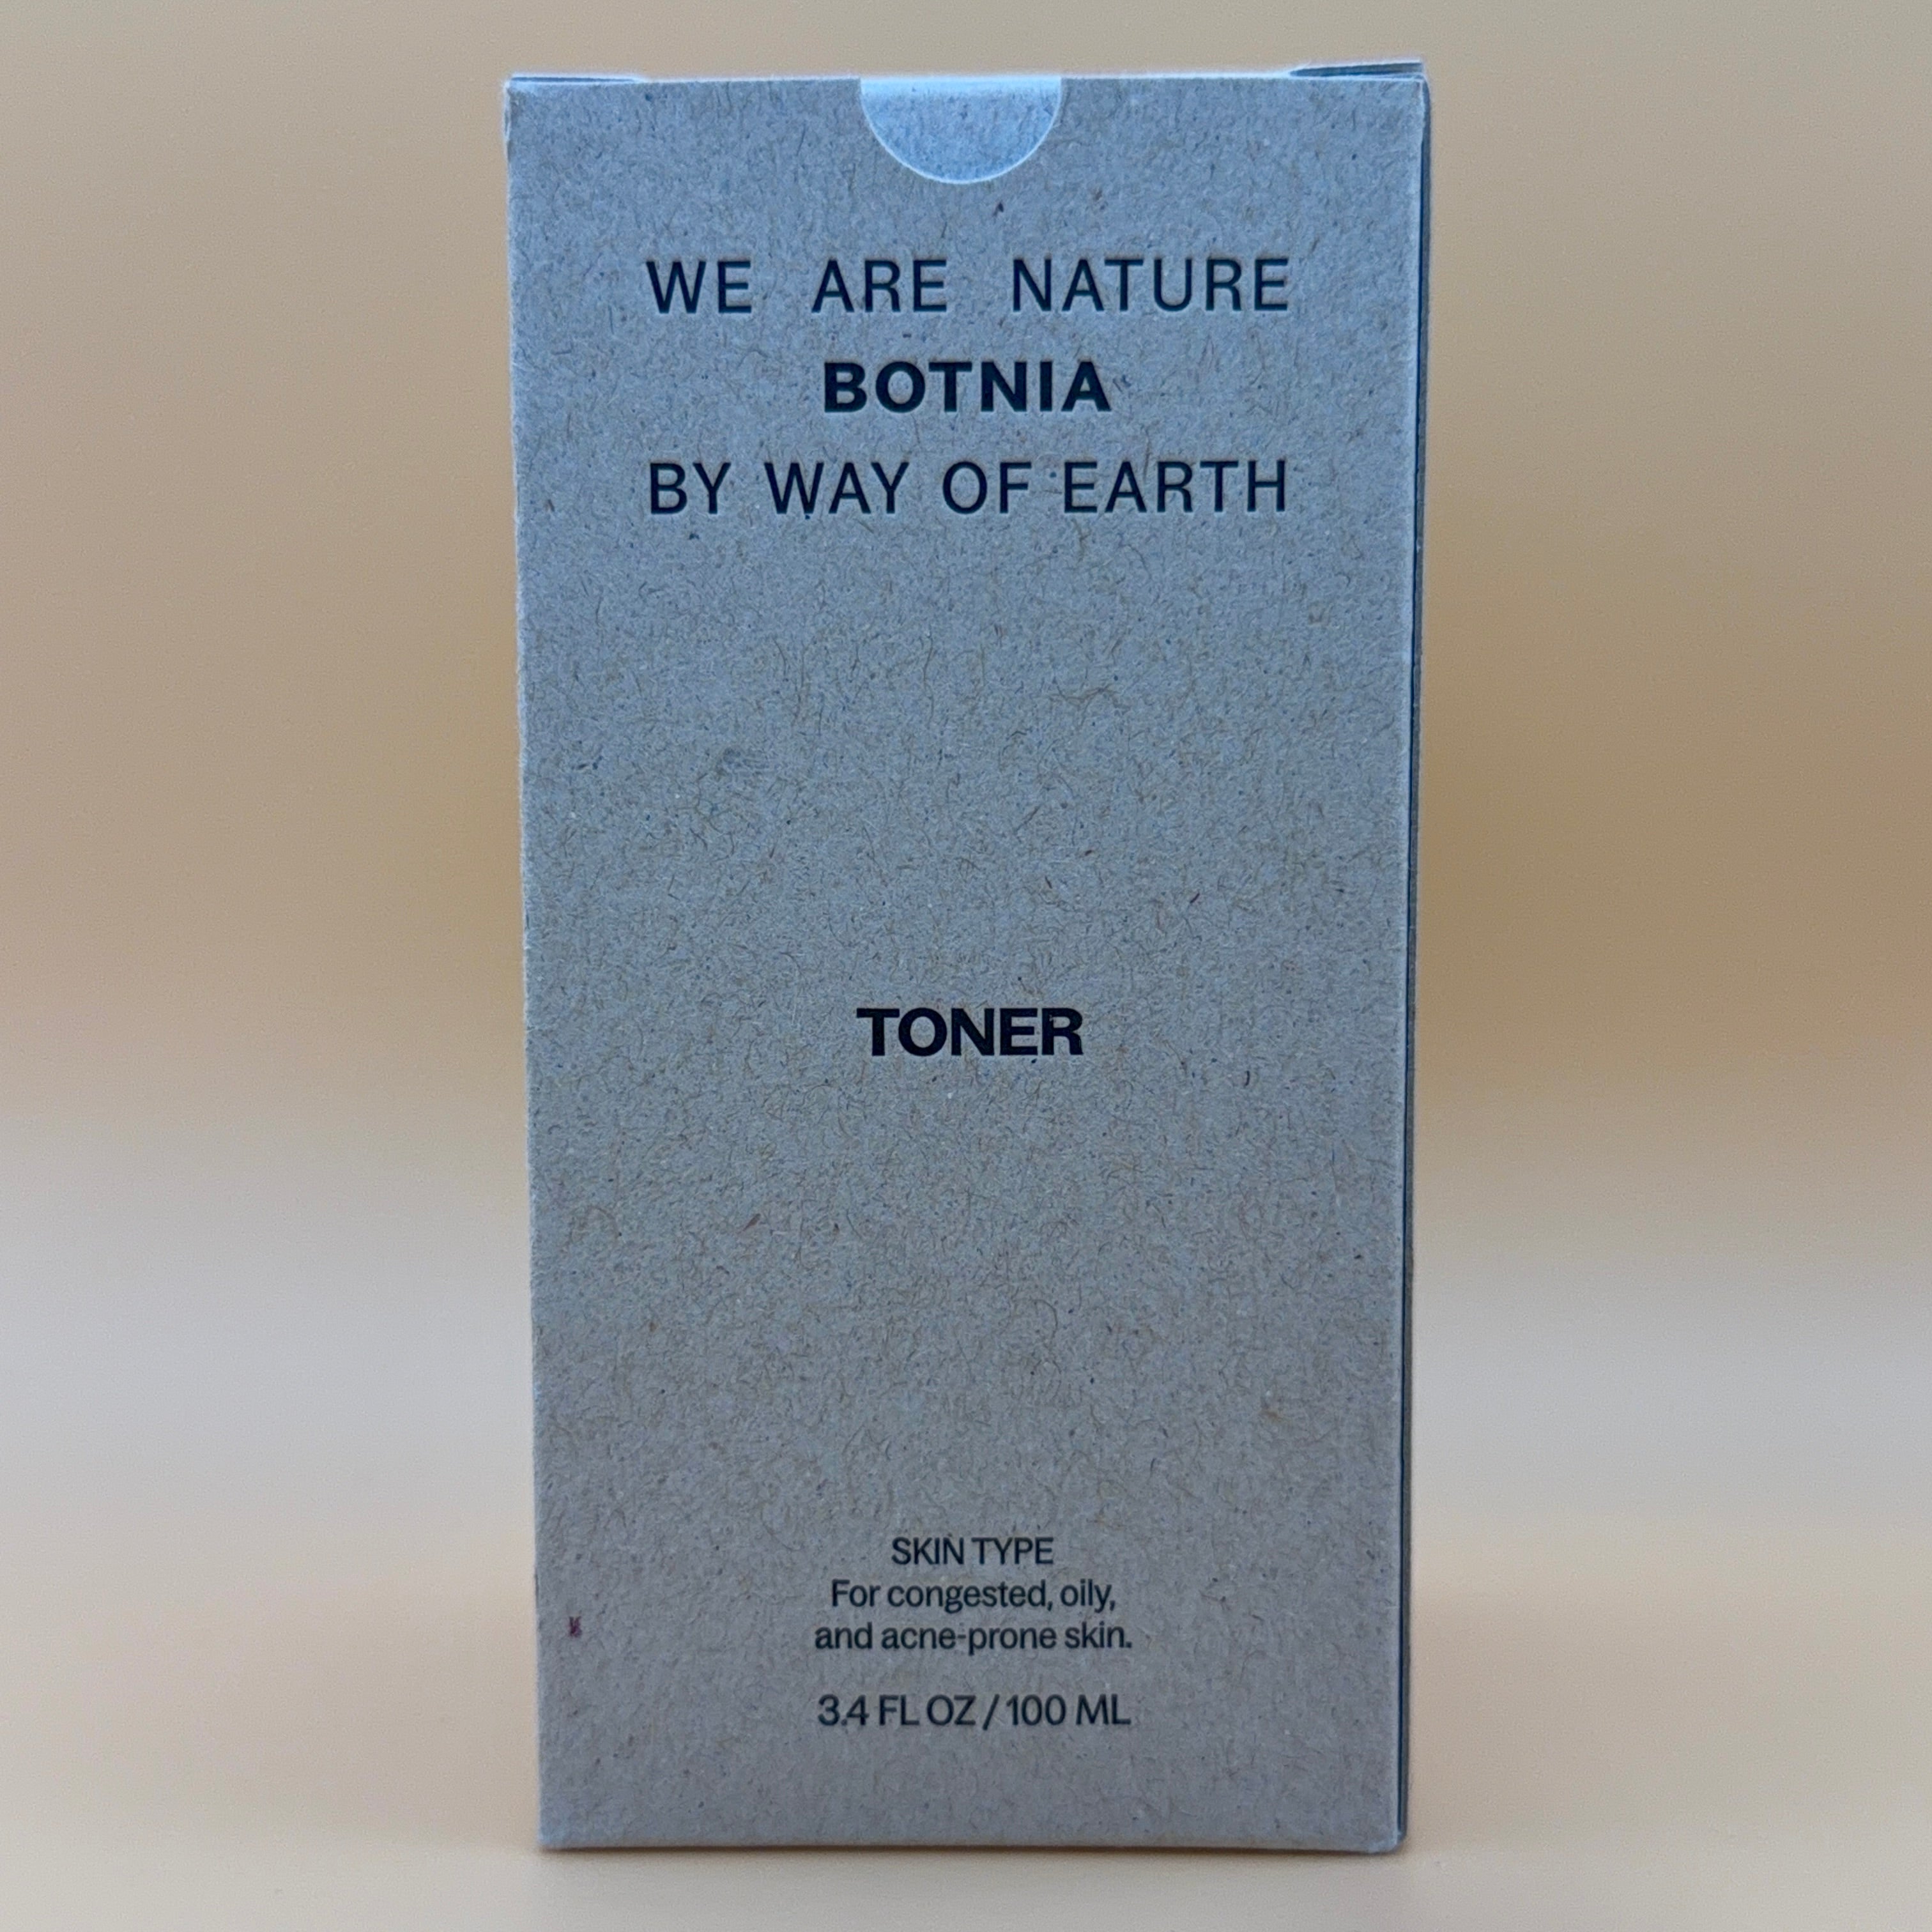 WE ARE NATURE
BOTNIA
BY WAY OF EARTH
TONER
SKIN TYPE
For congested, oily,
and acne-prone skin.
3.4 FL OZ / 100 ML